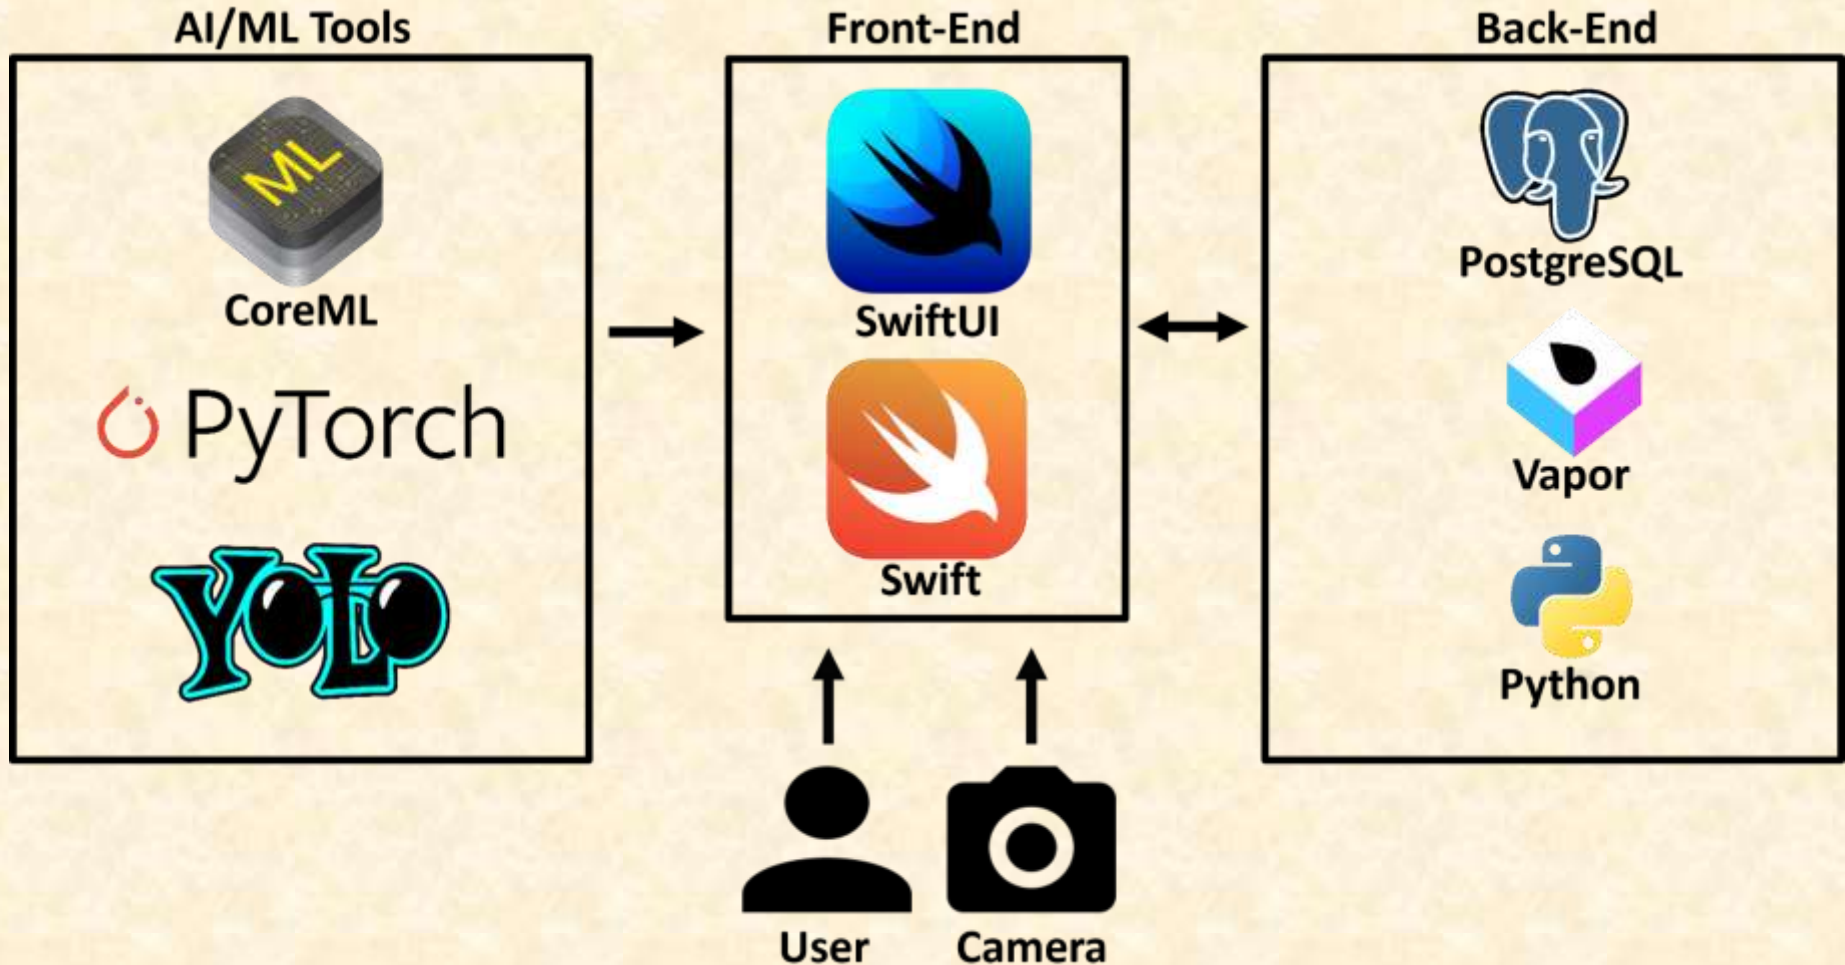 AI/ML Tools
ML
CoreML
PyTorch
YOLO
Front-End
SwiftUI
Swift
Back-End
PostgreSQL
Vapor
Python
User
Camera